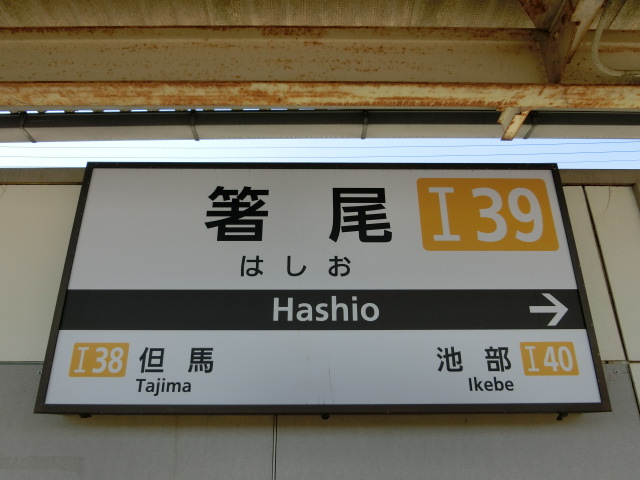 箸尾 I39
はしお
Hashio →
I38 但馬
Tajima
池部 I40
Ikebe